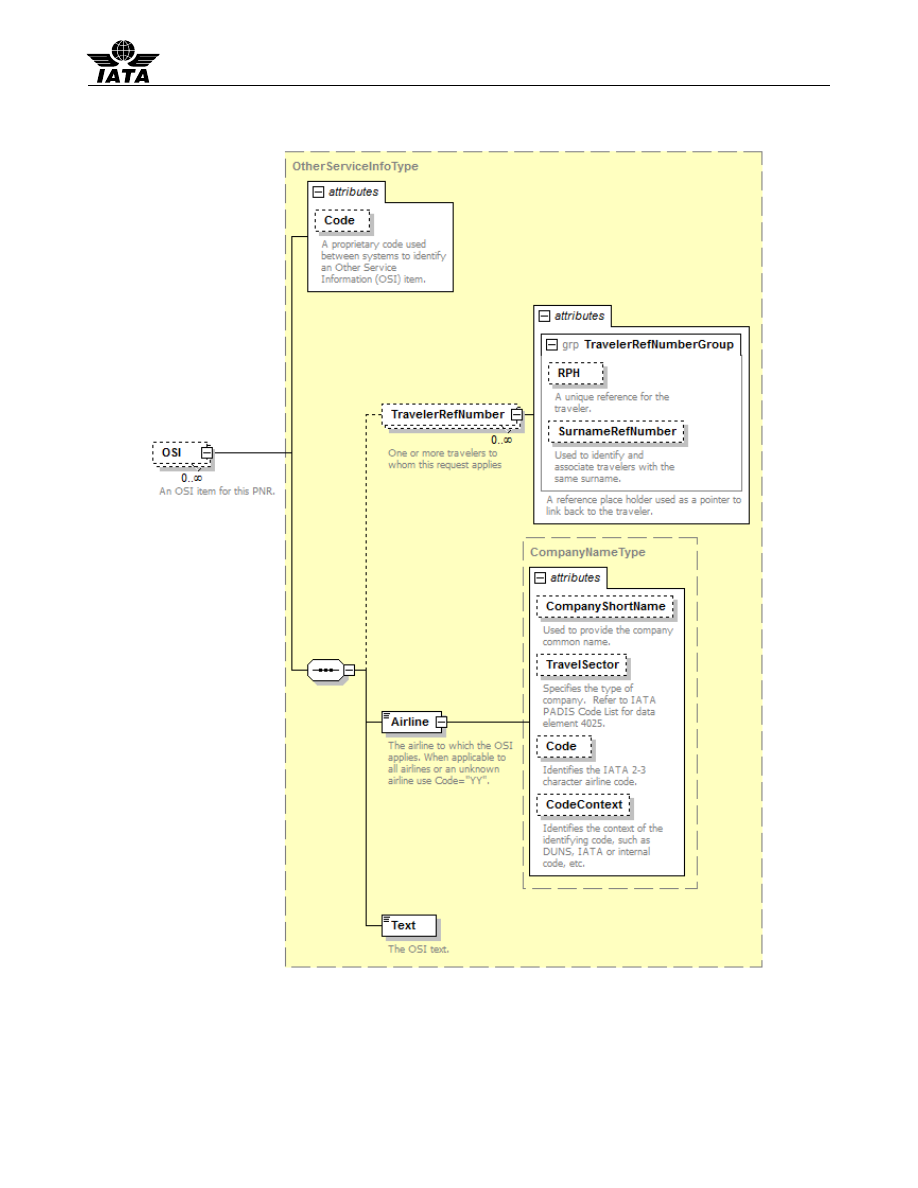 IATA
OtherServiceInfoType
attributes
Code
A proprietary code used
between systems to identify
an Other Service
Information (OSI) item.
attributes
grp TravelerRefNumberGroup
RPH
A unique reference for the
traveler.
TravelerRefNumber
0..∞
One or more travelers to
whom this request applies
SurnameRefNumber
Used to identify and
associate travelers with the
same surname.
A reference place holder used as a pointer to
link back to the traveler.
OSI
0..∞
An OSI item for this PNR.
CompanyNameType
attributes
CompanyShortName
Used to provide the company
common name.
TravelSector
Specifies the type of
company.  Refer to IATA
PADIS Code List for data
element 4025.
Airline
The airline to which the OSI
applies. When applicable to
all airlines or an unknown
airline use Code="YY".
Code
Identifies the IATA 2-3
character airline code.
CodeContext
Identifies the context of the
identifying code, such as
DUNS, IATA or internal
code, etc.
Text
The OSI text.